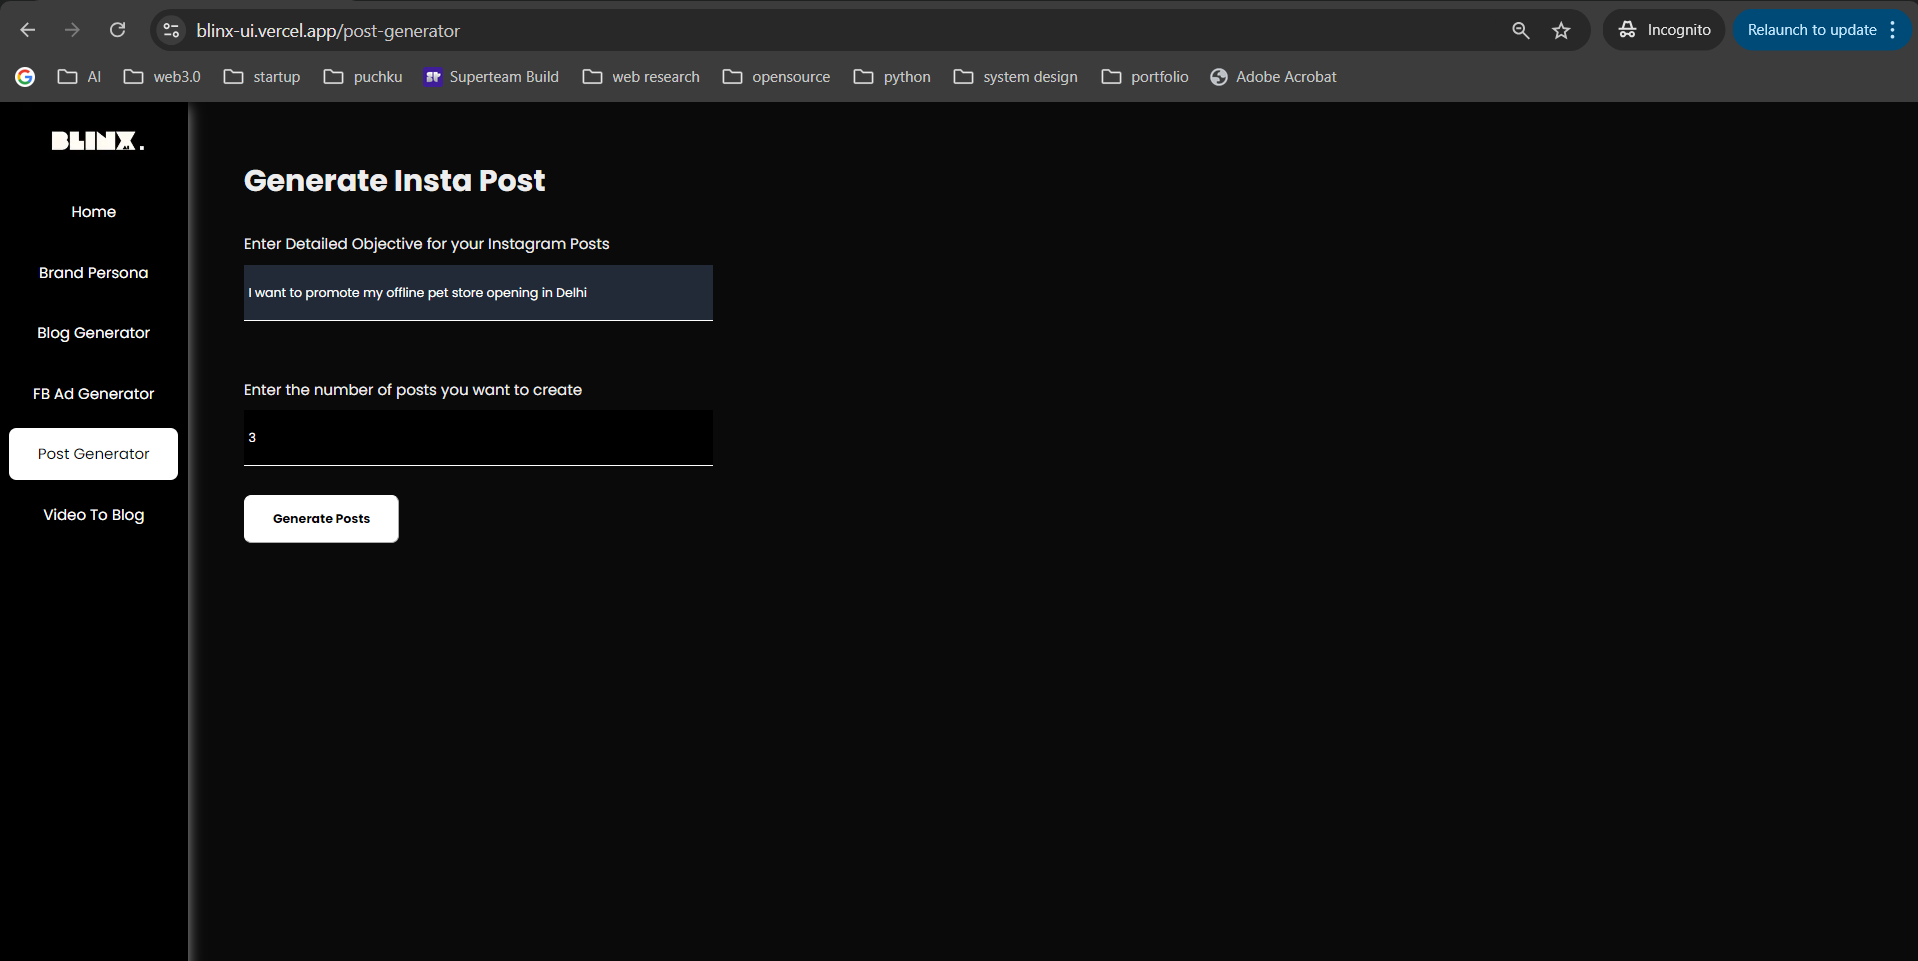 blinx-ui.vercel.app/post-generator
Incognito
Relaunch to update
AI
web3.0
startup
puchku
Superteam Build
web research
opensource
python
system design
portfolio
Adobe Acrobat
BLINX.
Home
Brand Persona
Blog Generator
FB Ad Generator
Post Generator
Video To Blog
Generate Insta Post
Enter Detailed Objective for your Instagram Posts
I want to promote my offline pet store opening in Delhi
Enter the number of posts you want to create
3
Generate Posts